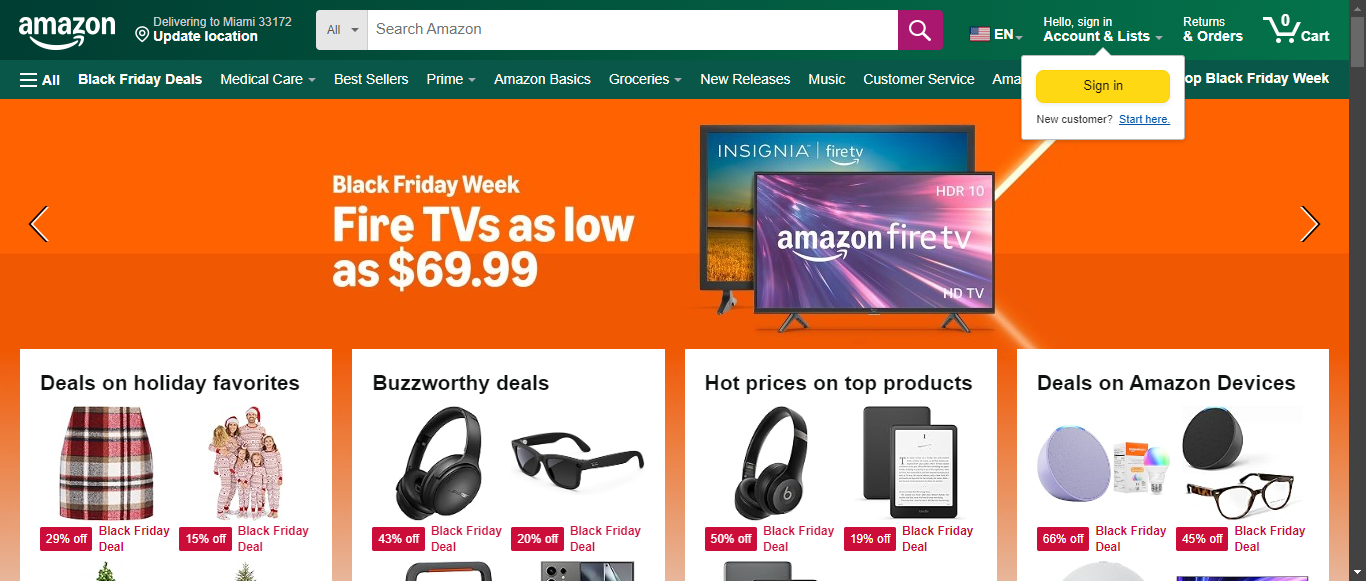 amazon
Delivering to Miami 33172
Update location
All
Search Amazon
EN
Hello, sign in
Account & Lists
Returns
& Orders
0
Cart
All
Black Friday Deals
Medical Care
Best Sellers
Prime
Amazon Basics
Groceries
New Releases
Music
Customer Service
Ama
op Black Friday Week
Sign in
New customer? Start here.
Black Friday Week
Fire TVs as low
as $69.99
INSIGNIA | fire tv
HDR 10
amazon fire tv
HD TV
Deals on holiday favorites
29% off
Black Friday
Deal
15% off
Black Friday
Deal
Buzzworthy deals
43% off
Black Friday
Deal
20% off
Black Friday
Deal
Hot prices on top products
50% off
Black Friday
Deal
19% off
Black Friday
Deal
Deals on Amazon Devices
66% off
Black Friday
Deal
45% off
Black Friday
Deal